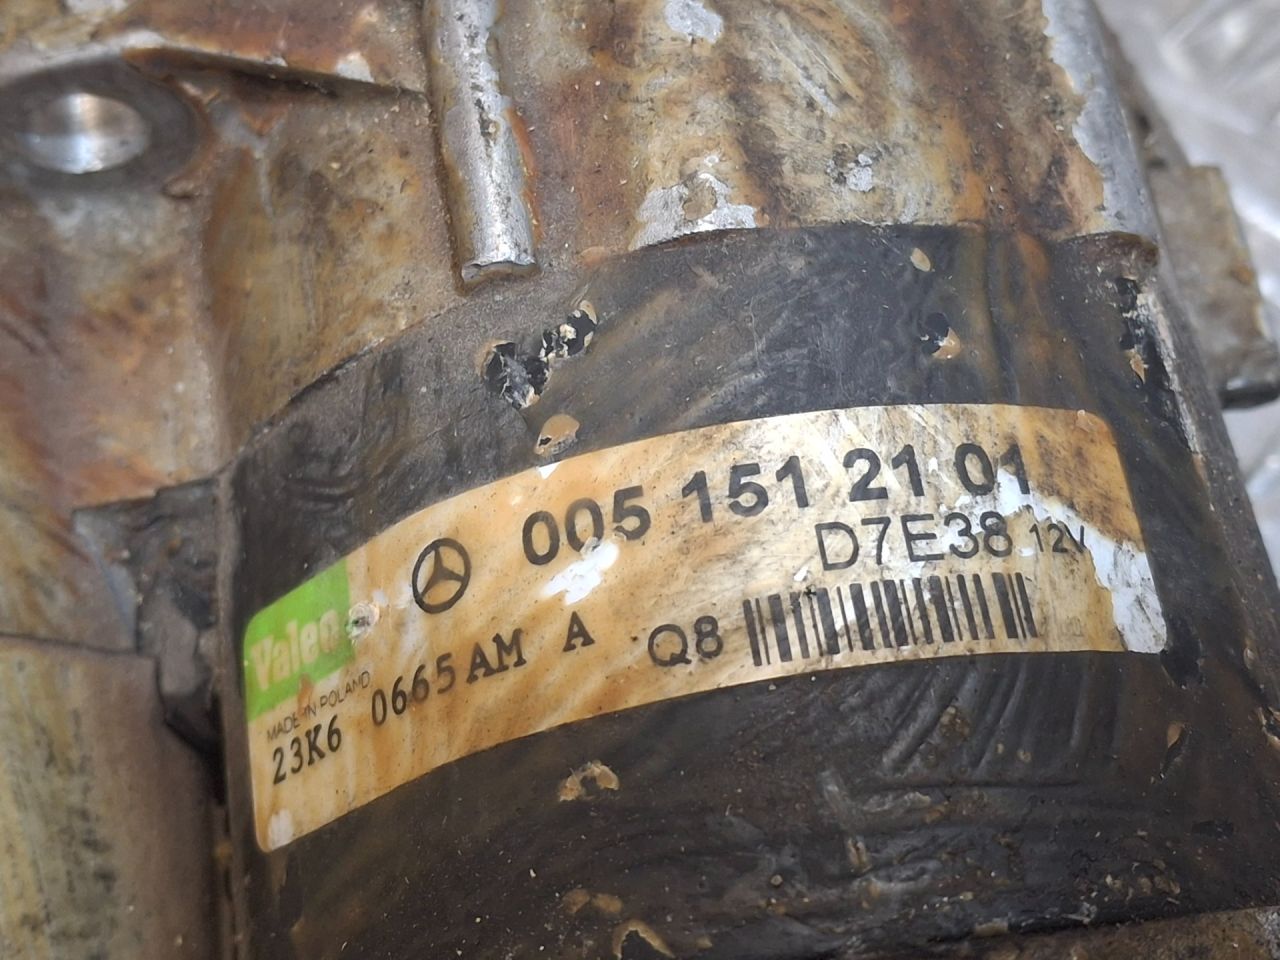 005 151 21 01
D7E38 12V
Valeo
MADE IN POLAND
23K6 0665AM A Q8